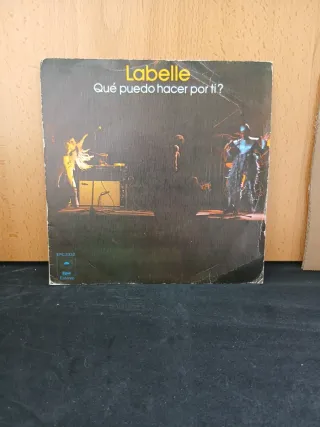 Labelle
Qué puedo hacer por ti?